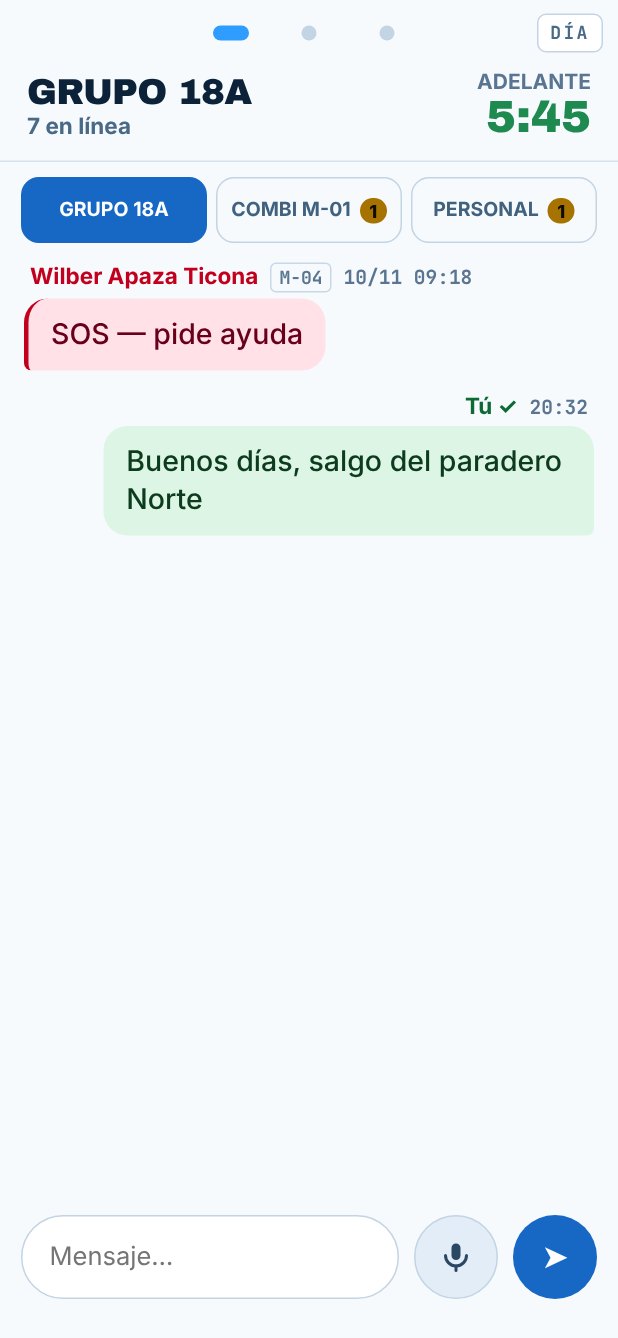 DÍA
GRUPO 18A
7 en línea
ADELANTE
5:45
GRUPO 18A
COMBI M-01 1
PERSONAL 1
Wilber Apaza Ticona M-04 10/11 09:18
SOS — pide ayuda
Tú ✓ 20:32
Buenos días, salgo del paradero
Norte
Mensaje...